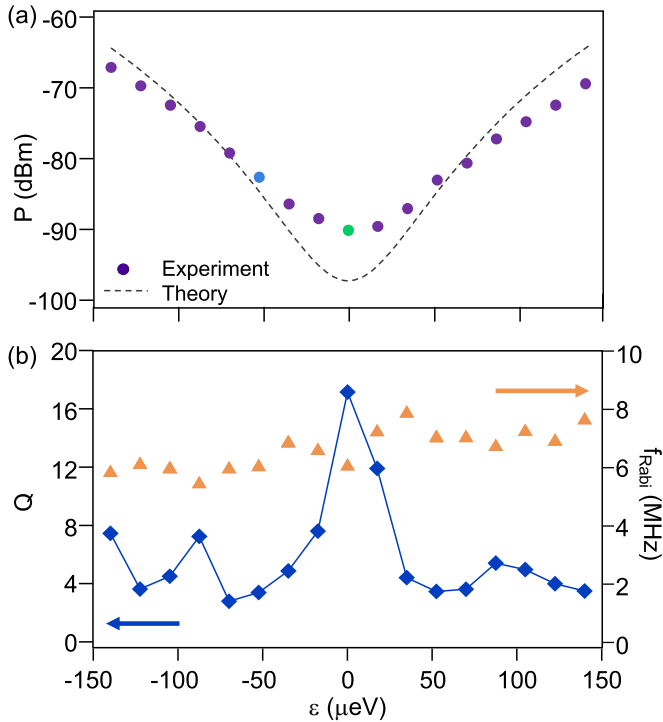 (a)
-60
-70
-80
-90
-100
P (dBm)
Experiment
Theory
(b)
20
16
12
8
4
0
Q
10
8
6
4
2
0
f_Rabi (MHz)
-150 -100 -50 0 50 100 150
ε (μeV)